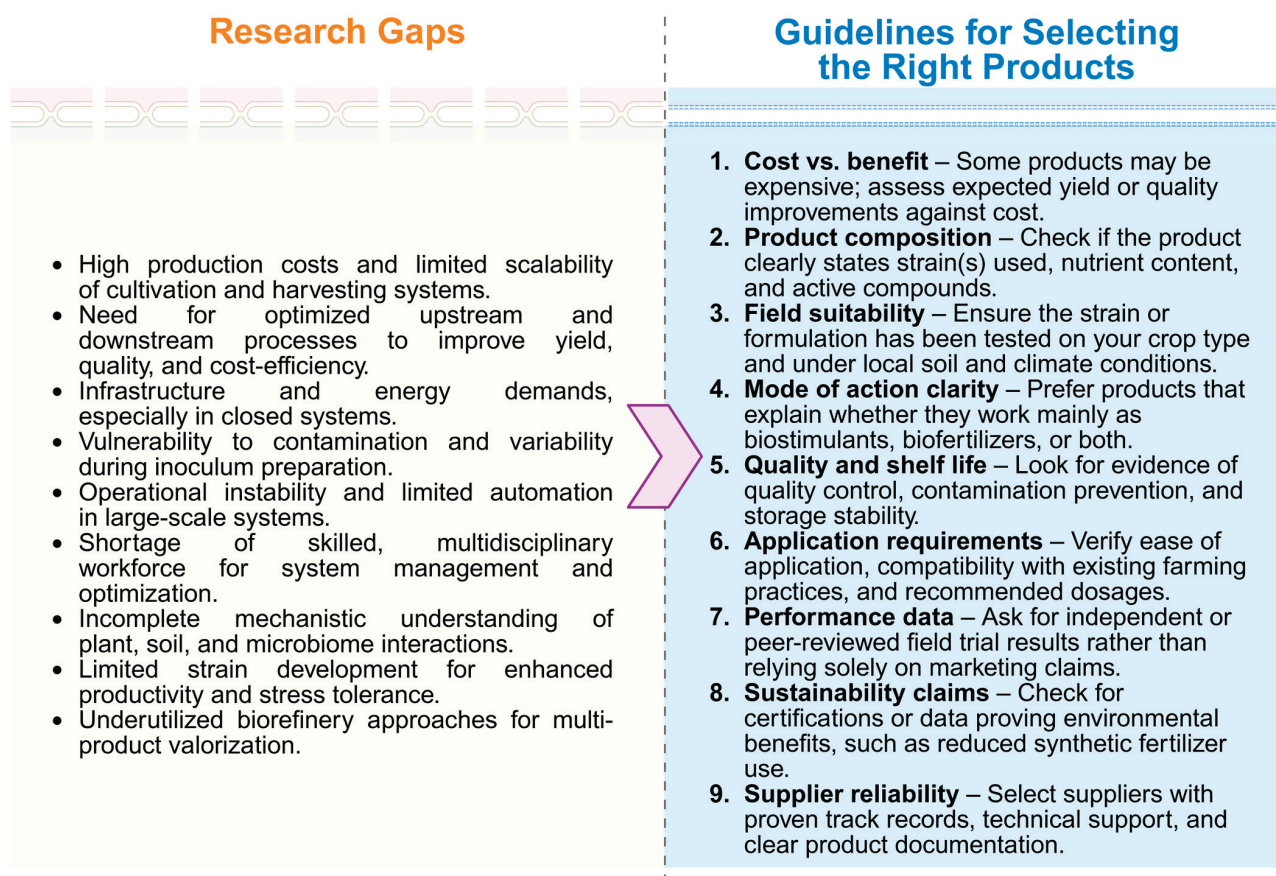 Research Gaps
• High production costs and limited scalability
of cultivation and harvesting systems.
• Need for optimized upstream and
downstream processes to improve yield,
quality, and cost-efficiency.
• Infrastructure and energy demands,
especially in closed systems.
• Vulnerability to contamination and variability
during inoculum preparation.
• Operational instability and limited automation
in large-scale systems.
• Shortage of skilled, multidisciplinary
workforce for system management and
optimization.
• Incomplete mechanistic understanding of
plant, soil, and microbiome interactions.
• Limited strain development for enhanced
productivity and stress tolerance.
• Underutilized biorefinery approaches for multi-
product valorization.
Guidelines for Selecting
the Right Products
1. Cost vs. benefit – Some products may be
expensive; assess expected yield or quality
improvements against cost.
2. Product composition – Check if the product
clearly states strain(s) used, nutrient content,
and active compounds.
3. Field suitability – Ensure the strain or
formulation has been tested on your crop type
and under local soil and climate conditions.
4. Mode of action clarity – Prefer products that
explain whether they work mainly as
biostimulants, biofertilizers, or both.
5. Quality and shelf life – Look for evidence of
quality control, contamination prevention, and
storage stability.
6. Application requirements – Verify ease of
application, compatibility with existing farming
practices, and recommended dosages.
7. Performance data – Ask for independent or
peer-reviewed field trial results rather than
relying solely on marketing claims.
8. Sustainability claims – Check for
certifications or data proving environmental
benefits, such as reduced synthetic fertilizer
use.
9. Supplier reliability – Select suppliers with
proven track records, technical support, and
clear product documentation.